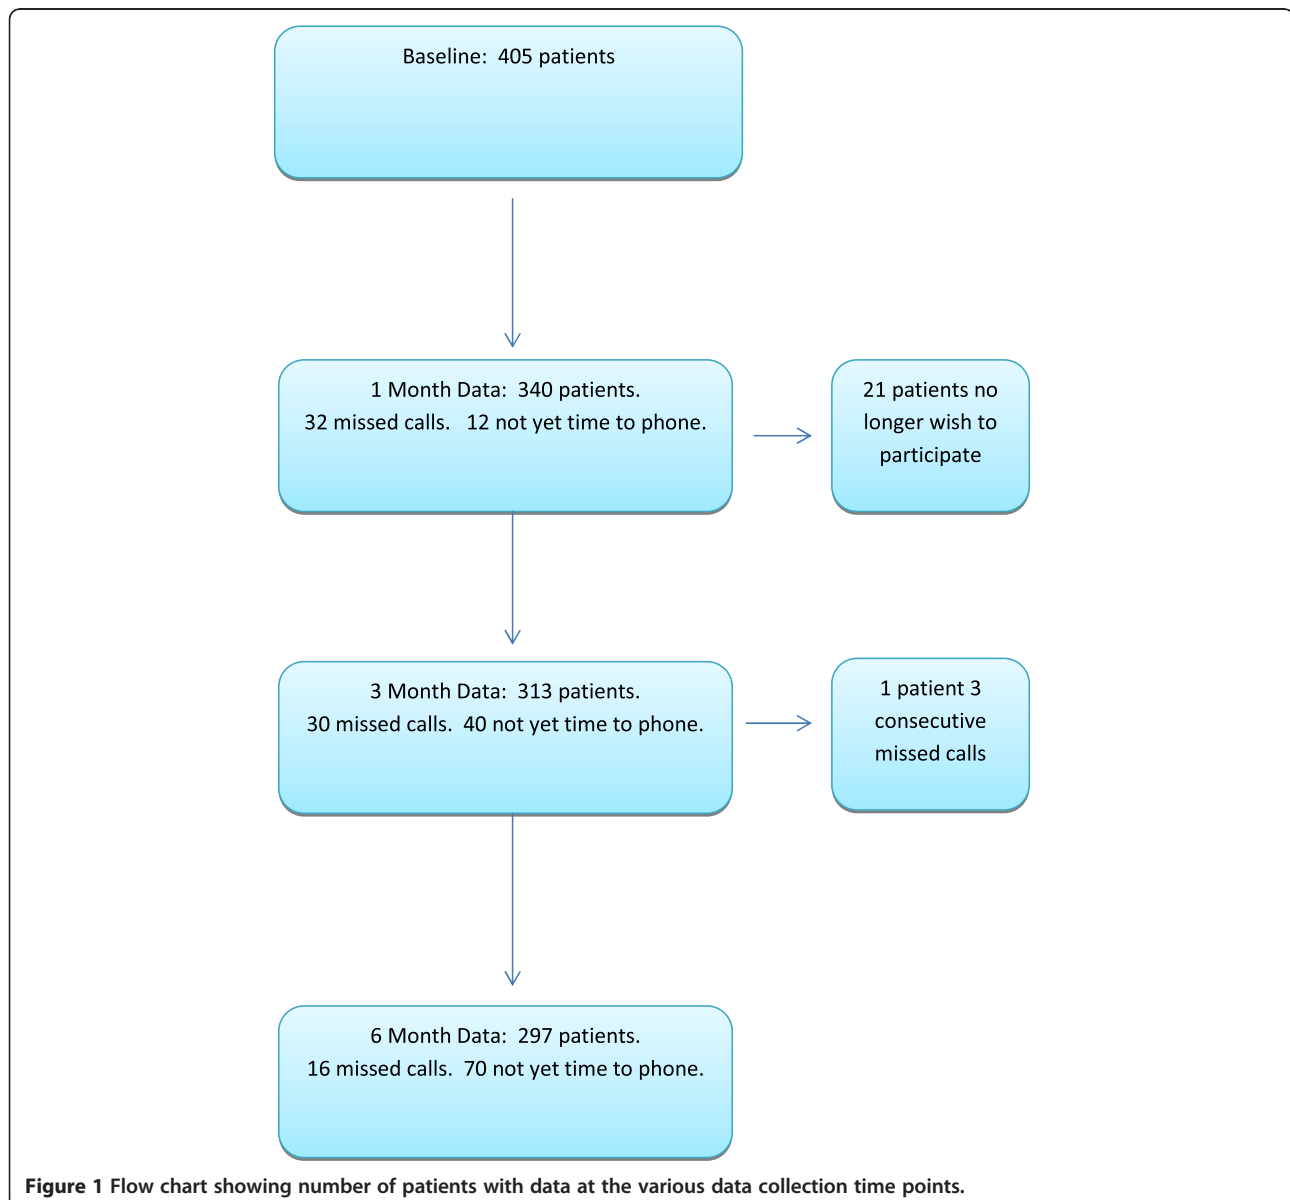 Baseline: 405 patients
1 Month Data: 340 patients.
32 missed calls. 12 not yet time to phone.
21 patients no
longer wish to
participate
3 Month Data: 313 patients.
30 missed calls. 40 not yet time to phone.
1 patient 3
consecutive
missed calls
6 Month Data: 297 patients.
16 missed calls. 70 not yet time to phone.
Figure 1 Flow chart showing number of patients with data at the various data collection time points.